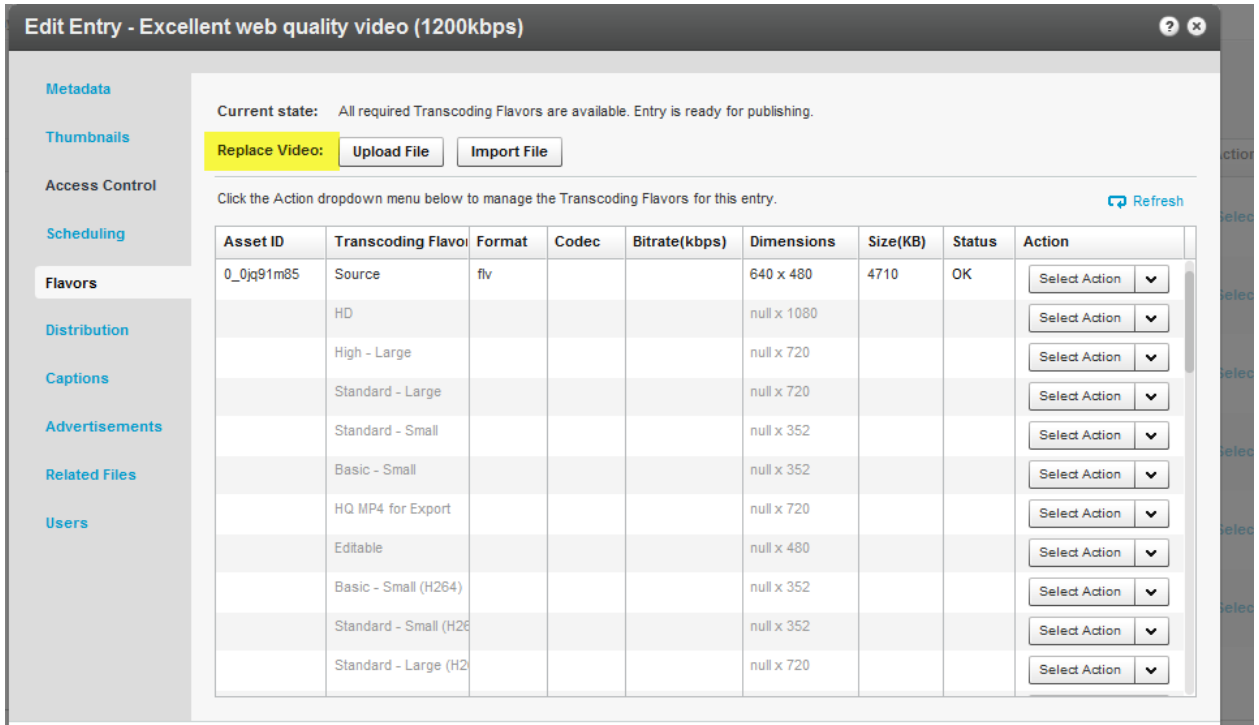 Edit Entry - Excellent web quality video (1200kbps)
Metadata
Thumbnails
Access Control
Scheduling
Flavors
Distribution
Captions
Advertisements
Related Files
Users
Current state: All required Transcoding Flavors are available. Entry is ready for publishing.
Replace Video: Upload File Import File
Click the Action dropdown menu below to manage the Transcoding Flavors for this entry. Refresh
Asset ID Transcoding Flavor Format Codec Bitrate(kbps) Dimensions Size(KB) Status Action
0_0jq91m85 Source flv 640 x 480 4710 OK Select Action
HD null x 1080 Select Action
High - Large null x 720 Select Action
Standard - Large null x 720 Select Action
Standard - Small null x 352 Select Action
Basic - Small null x 352 Select Action
HQ MP4 for Export null x 720 Select Action
Editable null x 480 Select Action
Basic - Small (H264) null x 352 Select Action
Standard - Small (H26 null x 352 Select Action
Standard - Large (H2 null x 720 Select Action